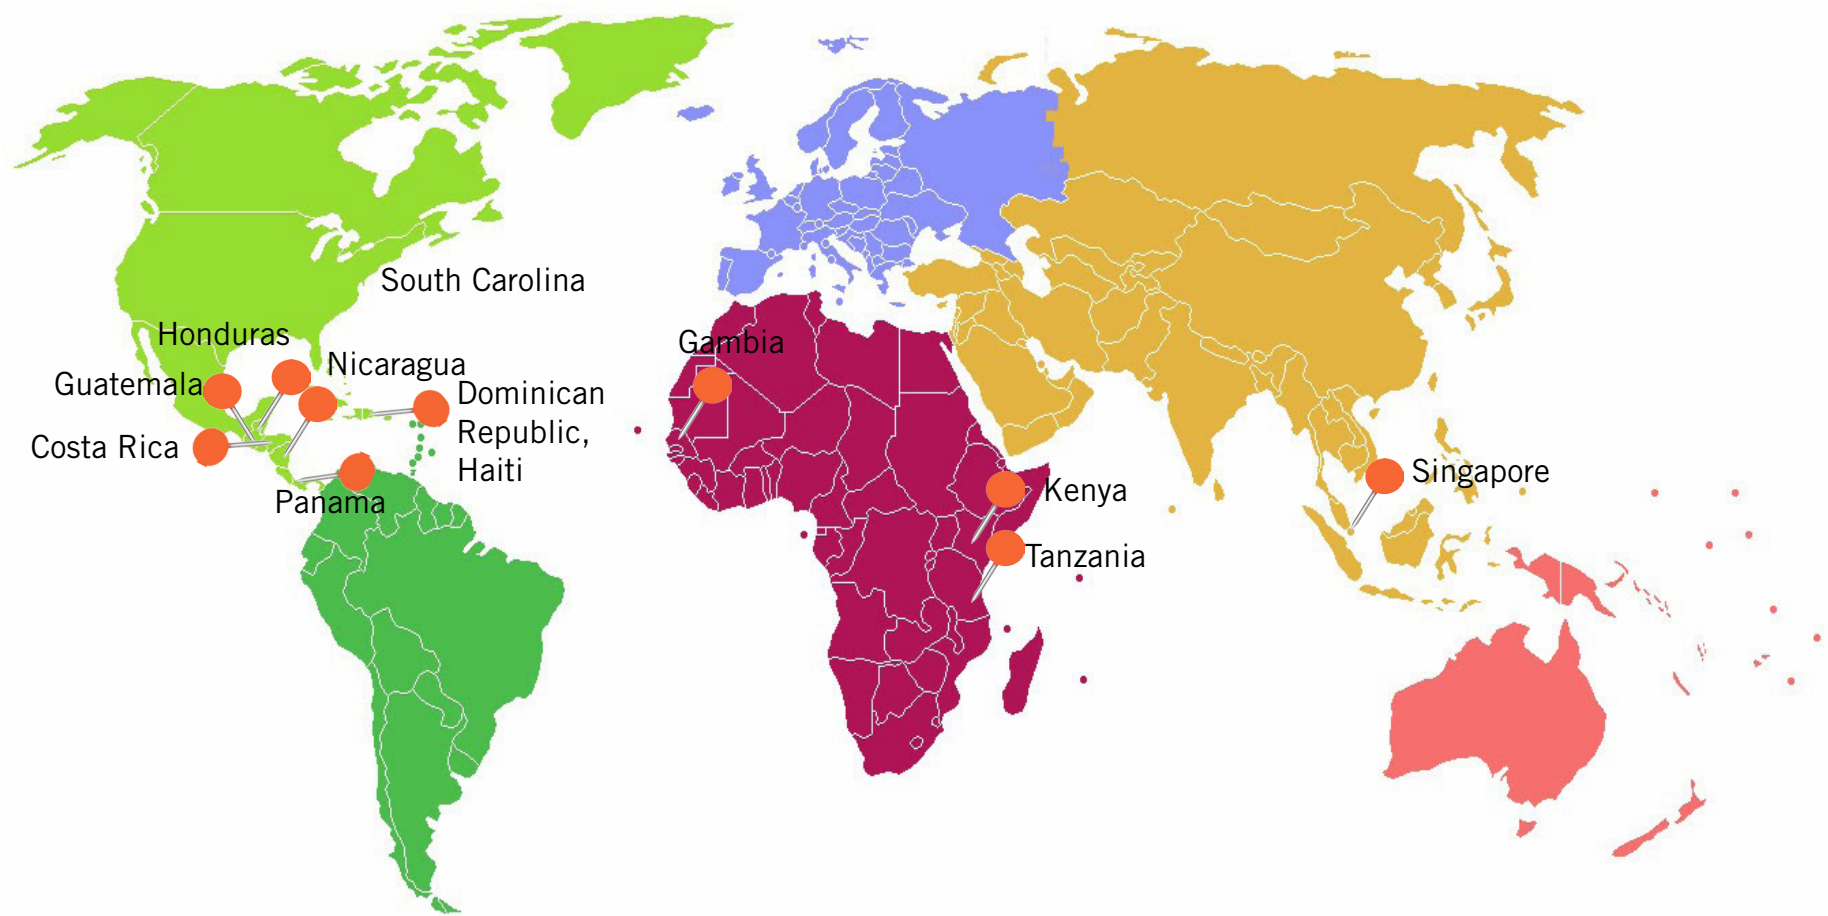 South Carolina
Honduras
Gambia
Nicaragua
Guatemala
Dominican
Republic,
Haiti
Costa Rica
Singapore
Kenya
Panama
Tanzania